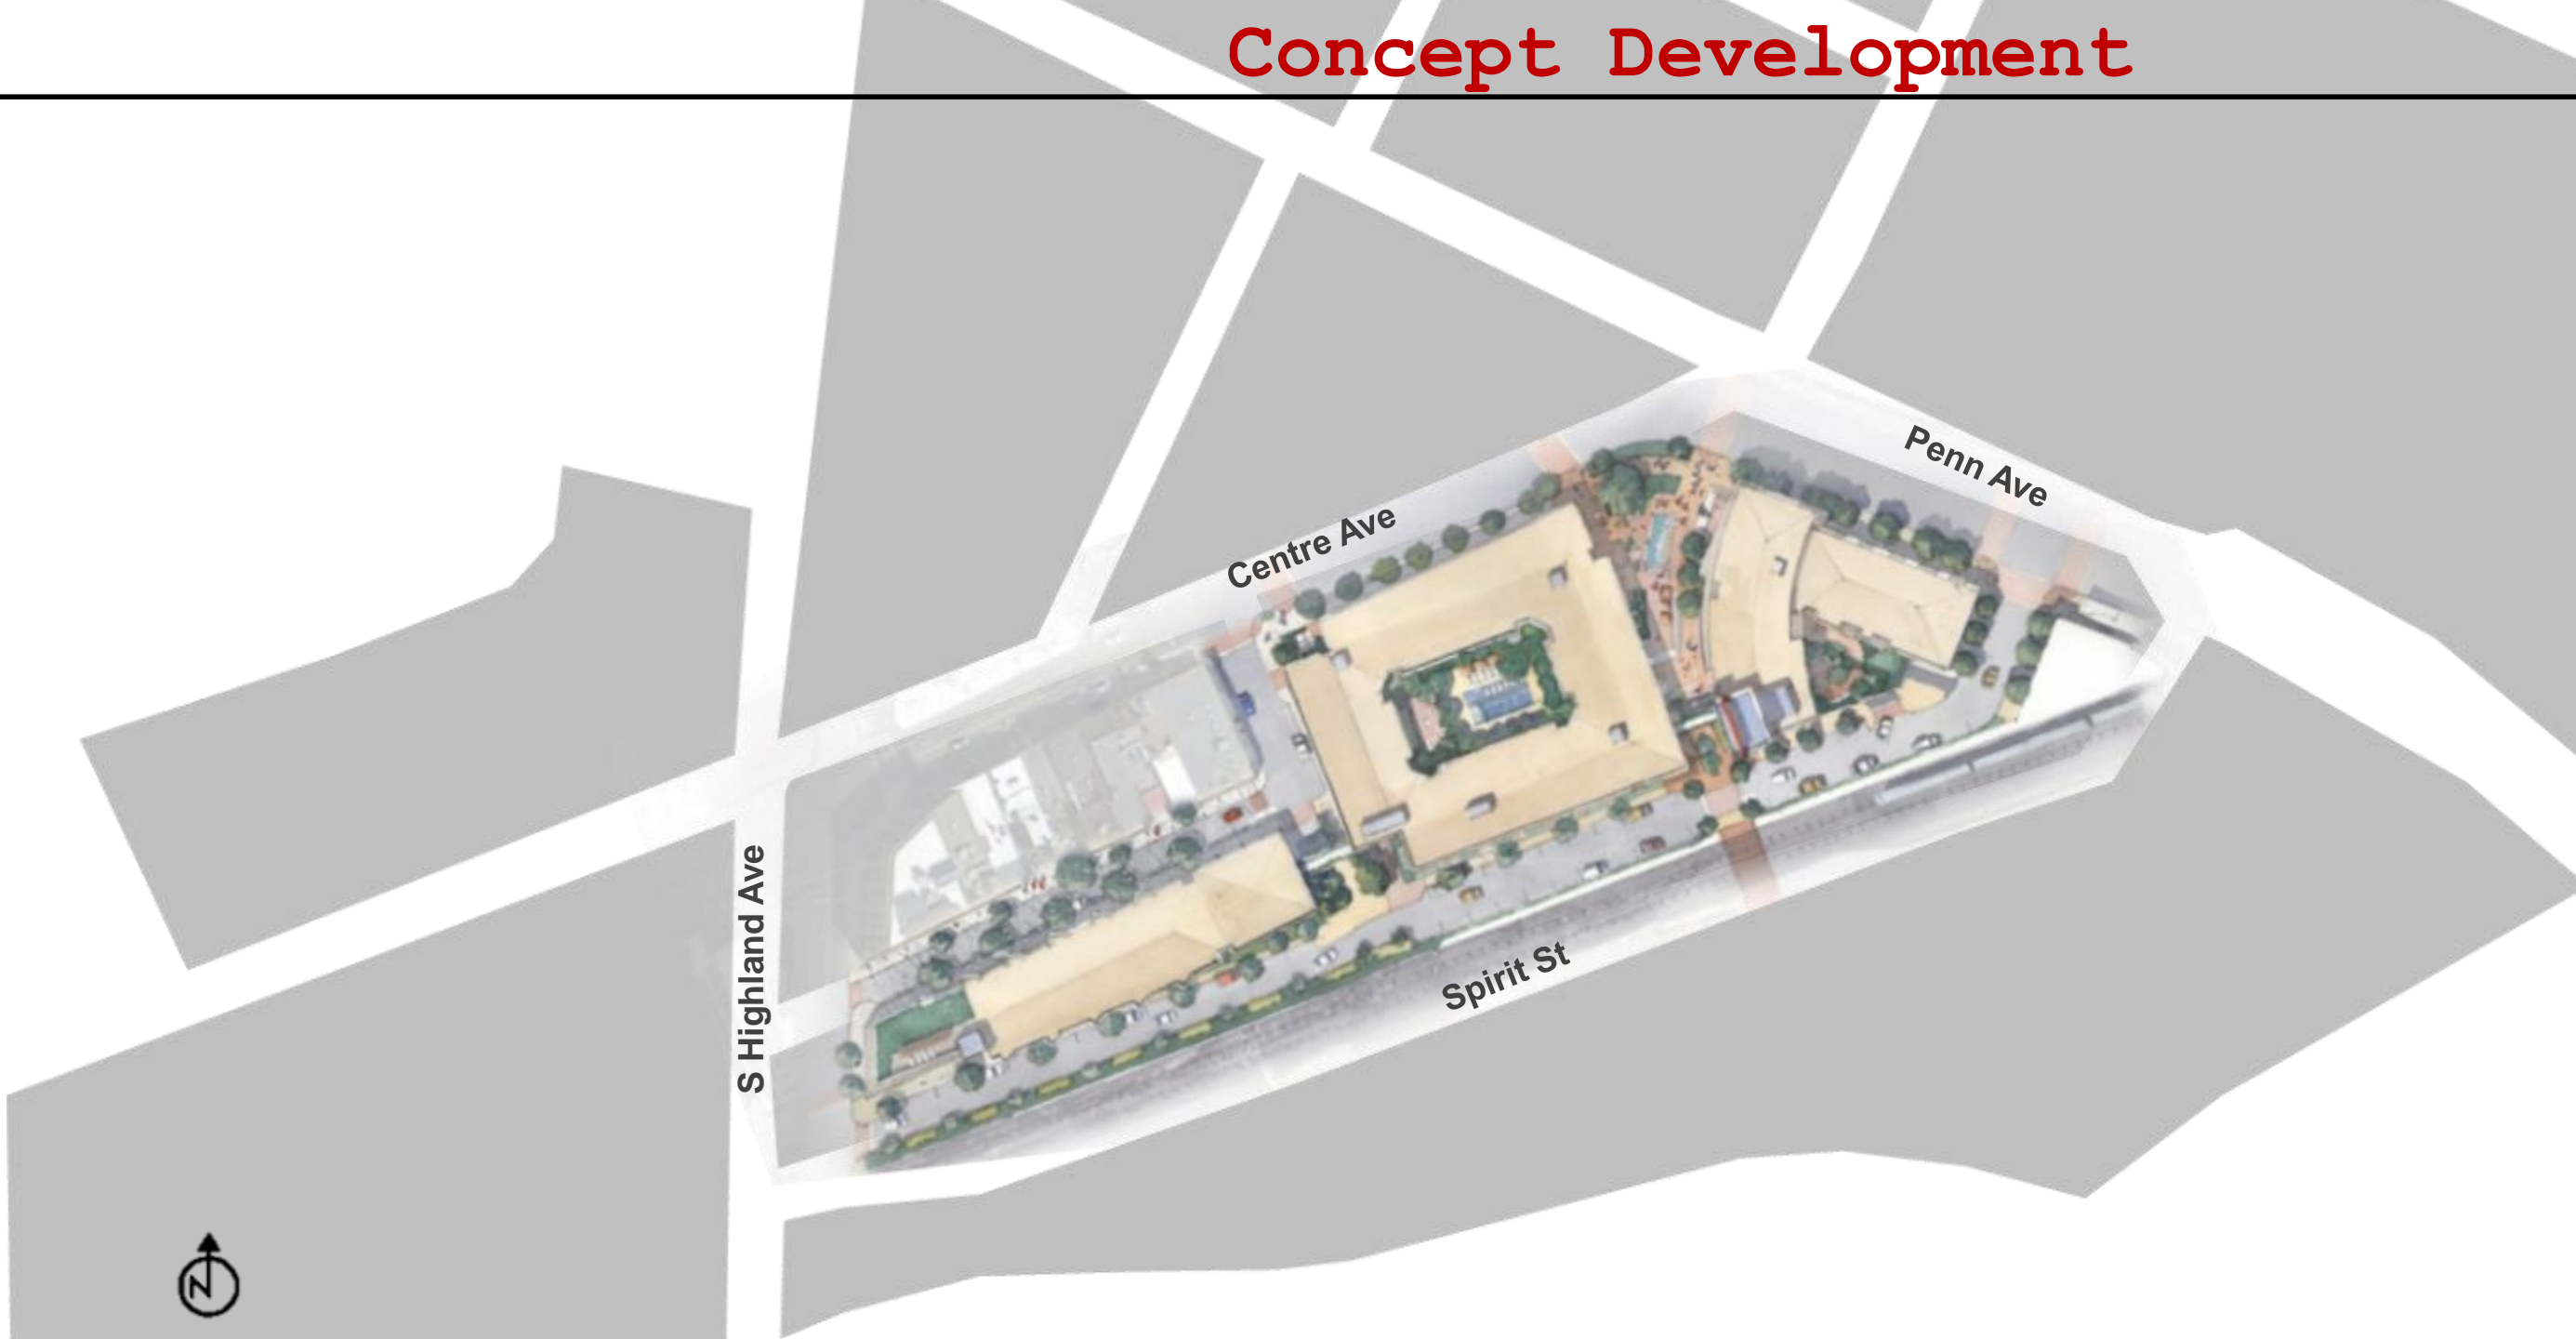 Concept Development
Penn Ave
Centre Ave
S Highland Ave
Spirit St
N